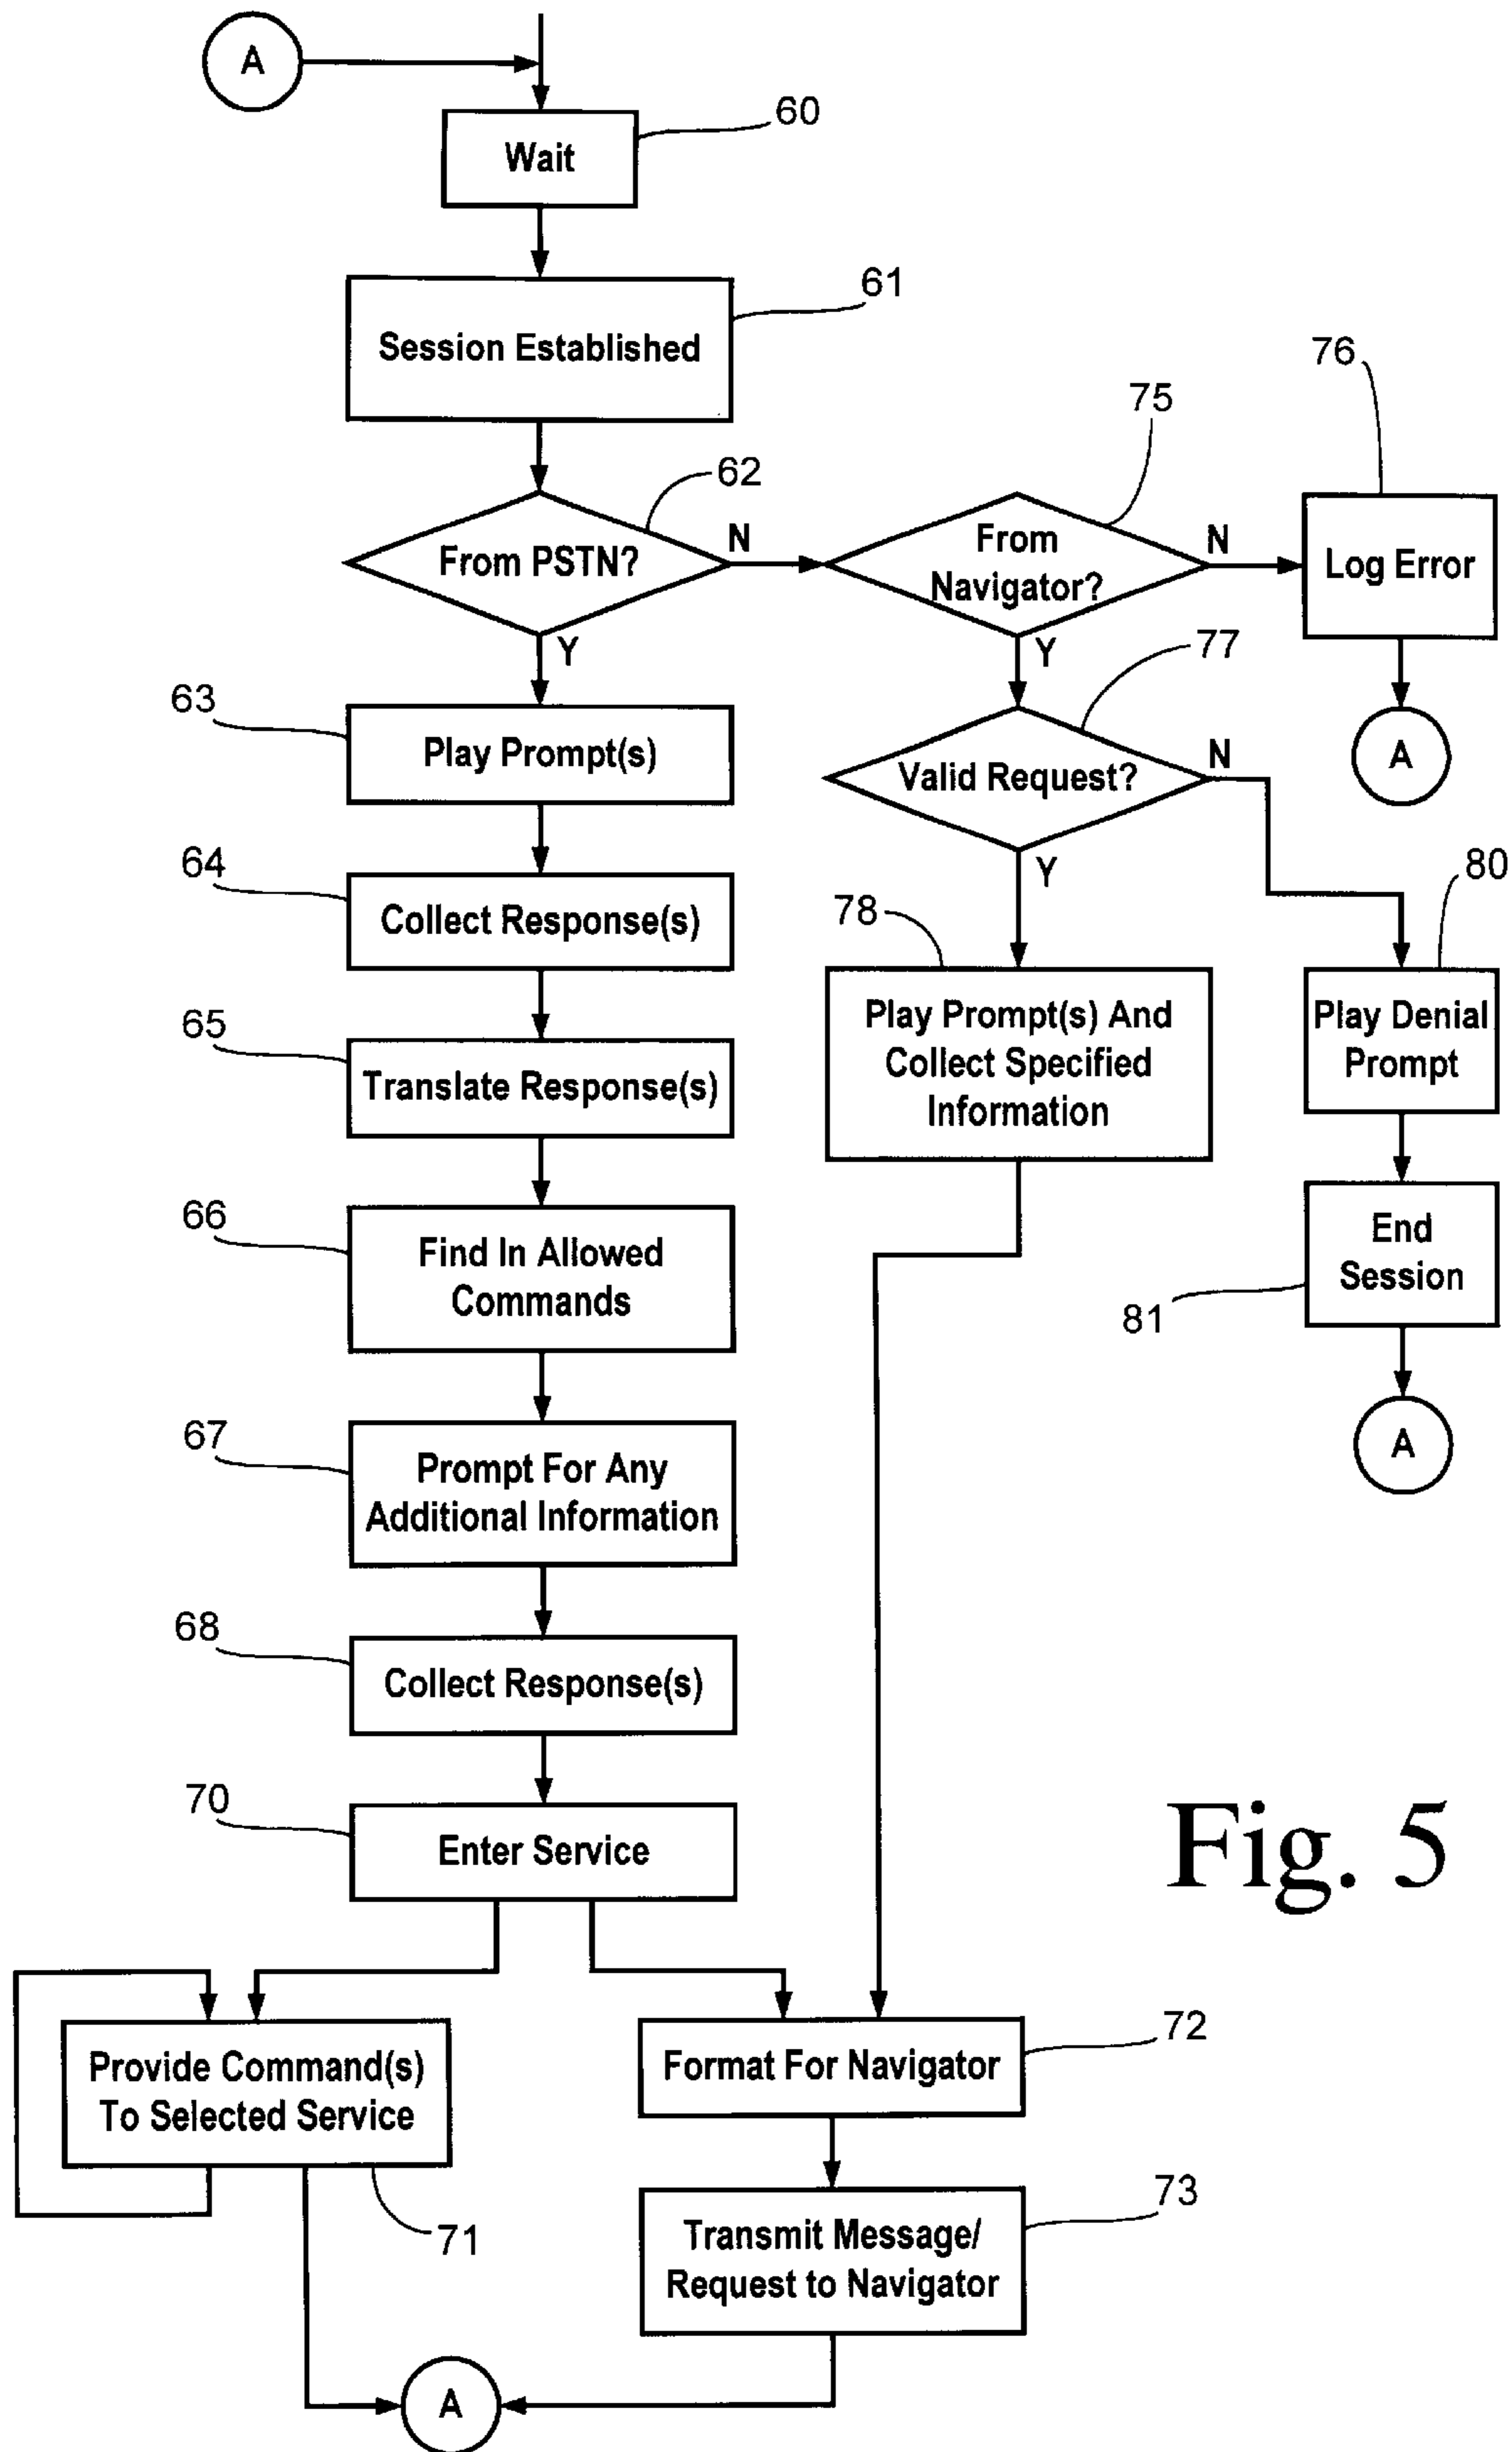 A
60
Wait
61
Session Established
76
75
62
From PSTN?
N
From
Navigator?
N
Log Error
Y
Y
77
63
Play Prompt(s)
Valid Request?
N
A
64
Collect Response(s)
Y
80
78
65
Translate Response(s)
Play Prompt(s) And
Collect Specified
Information
Play Denial
Prompt
66
Find In Allowed
Commands
End
Session
81
67
Prompt For Any
Additional Information
A
68
Collect Response(s)
70
Enter Service
Fig. 5
Provide Command(s)
To Selected Service
71
72
Format For Navigator
73
Transmit Message/
Request to Navigator
A